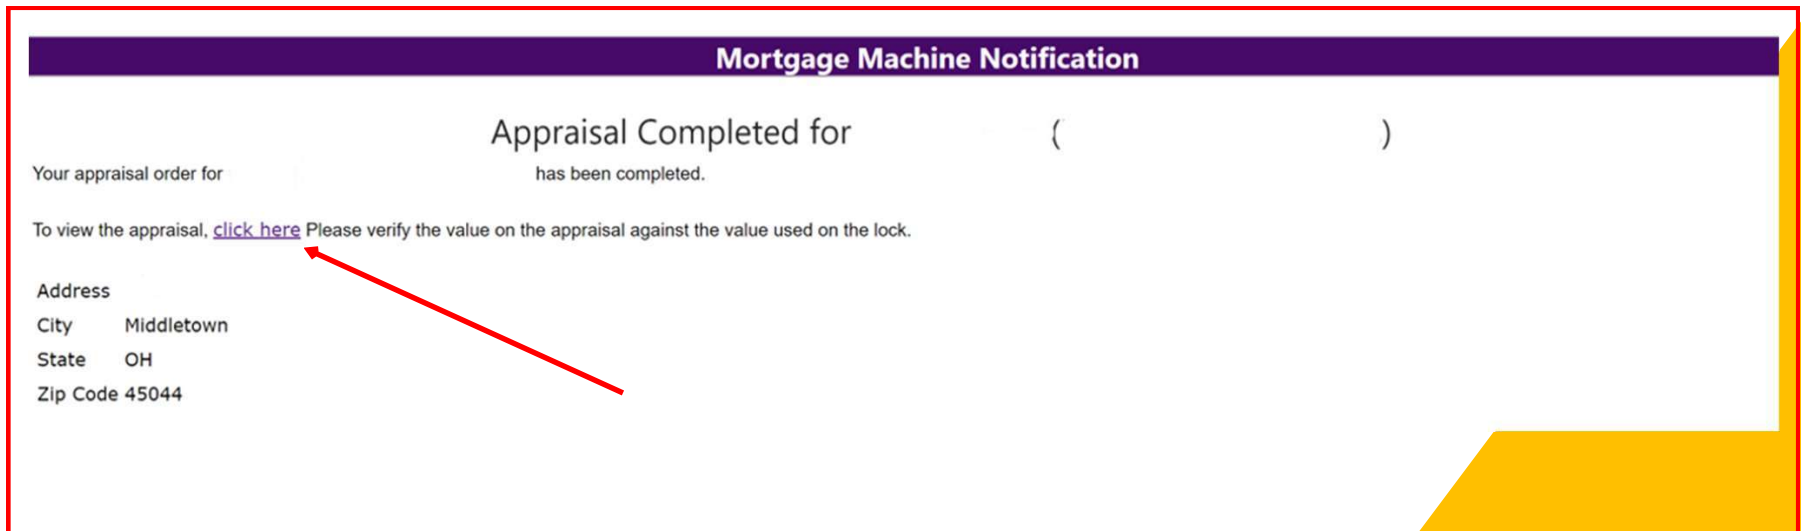 Mortgage Machine Notification
Appraisal Completed for ( )
Your appraisal order for has been completed.
To view the appraisal, click here Please verify the value on the appraisal against the value used on the lock.
Address
City Middletown
State OH
Zip Code 45044